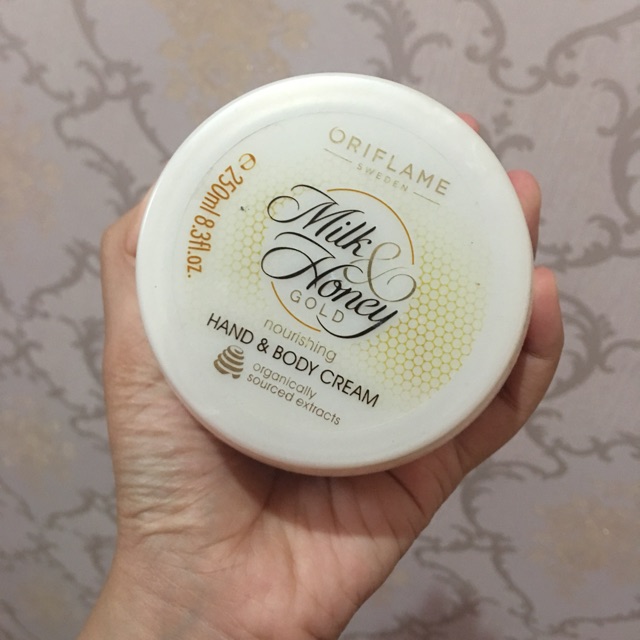 ORIFLAME
SWEDEN
℮ 250ml 8.3fl.oz.
Milk &
Honey
GOLD
nourishing
HAND & BODY CREAM
organically
sourced extracts